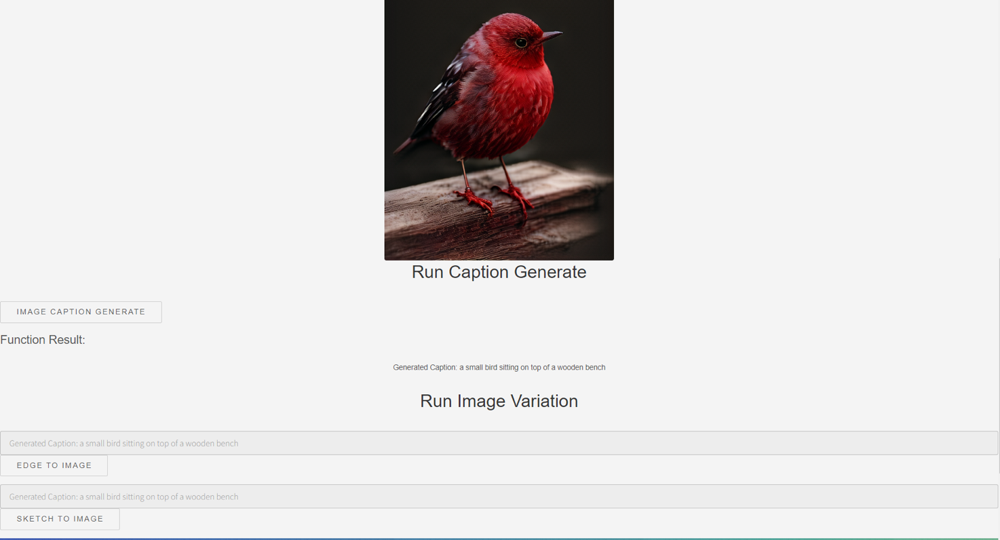 Run Caption Generate
IMAGE CAPTION GENERATE
Function Result:
Generated Caption: a small bird sitting on top of a wooden bench
Run Image Variation
Generated Caption: a small bird sitting on top of a wooden bench
EDGE TO IMAGE
Generated Caption: a small bird sitting on top of a wooden bench
SKETCH TO IMAGE